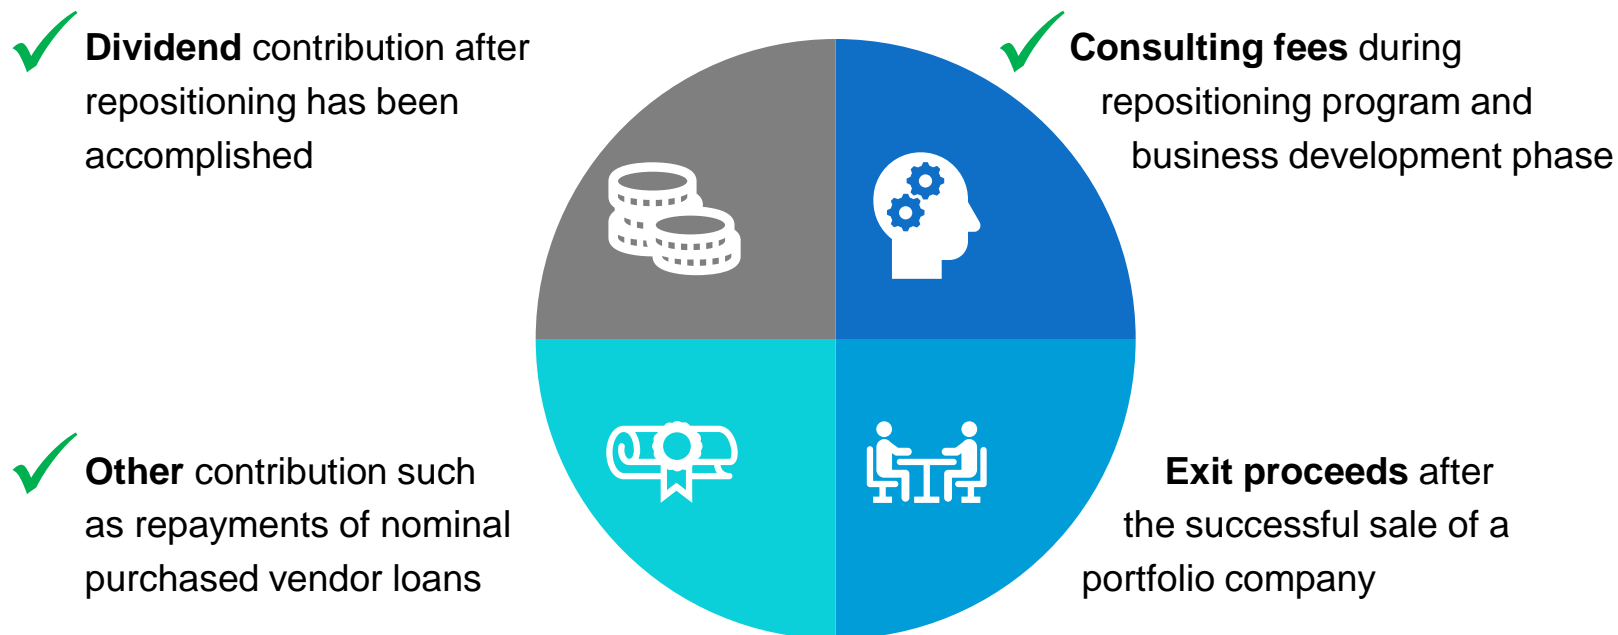 Dividend contribution after
repositioning has been
accomplished
Consulting fees during
repositioning program and
business development phase
Other contribution such
as repayments of nominal
purchased vendor loans
Exit proceeds after
the successful sale of a
portfolio company